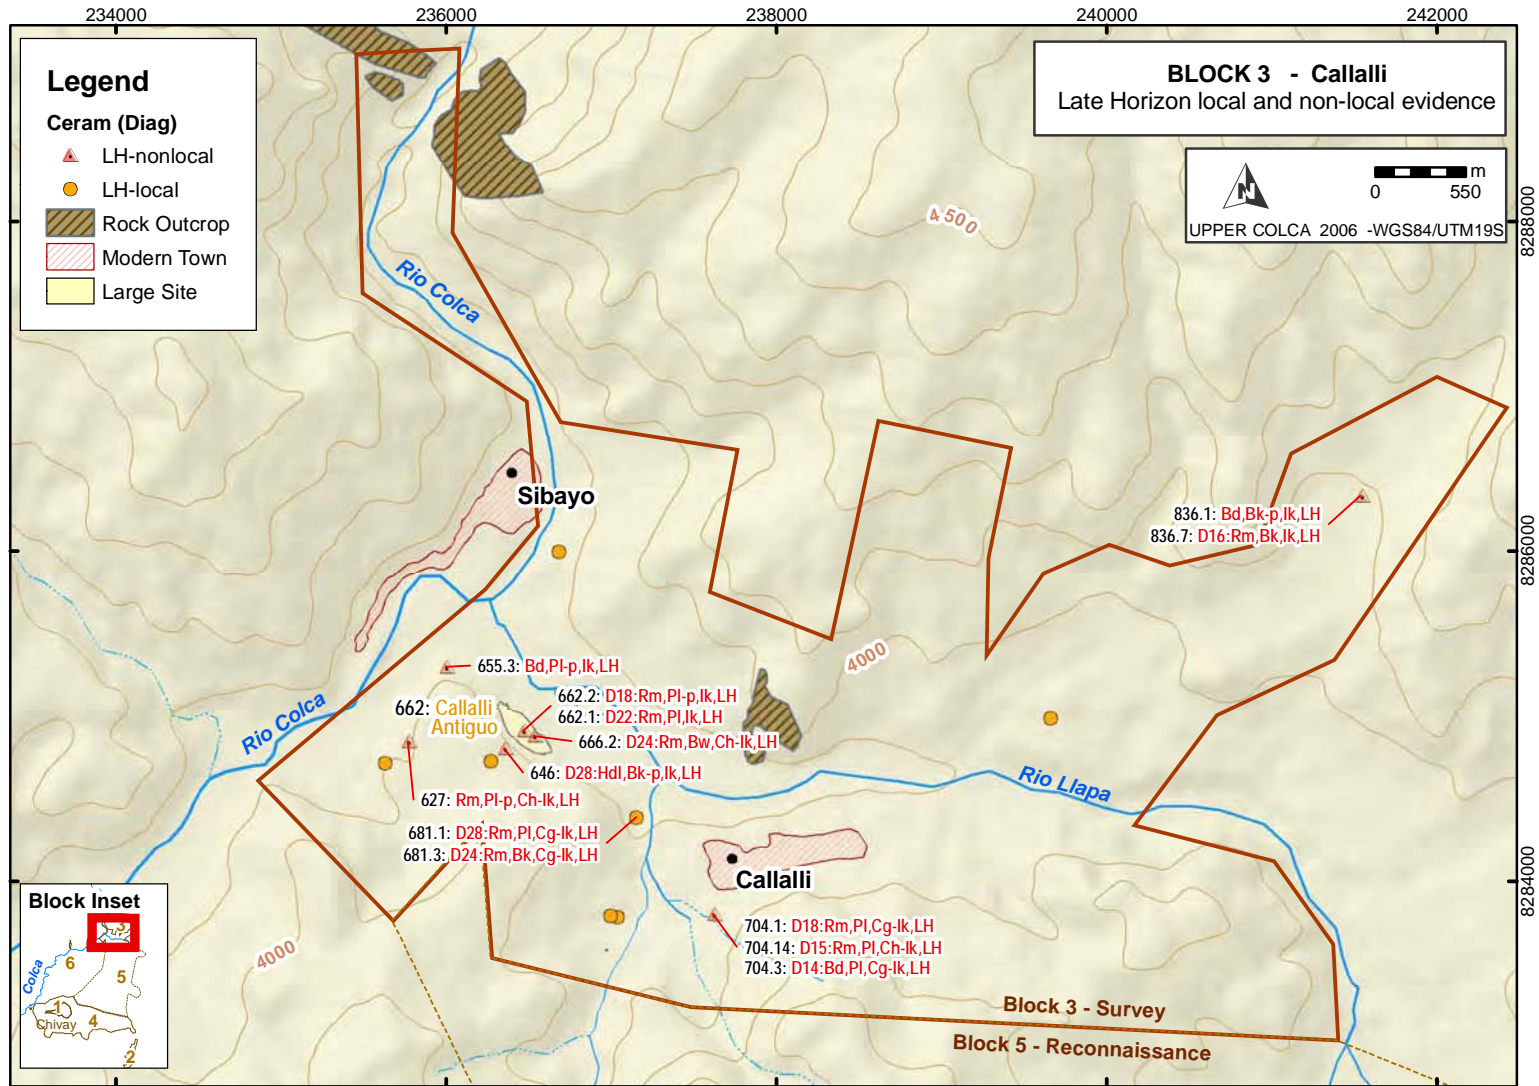 234000
236000
238000
240000
242000
Legend
Ceram (Diag)
LH-nonlocal
LH-local
Rock Outcrop
Modern Town
Large Site
BLOCK 3 - Callalli
Late Horizon local and non-local evidence
N
m
0 550
UPPER COLCA 2006 -WGS84/UTM19S
8288000
8286000
8284000
4500
Rio Colca
Sibayo
836.1: Bd,Bk-p,Ik,LH
836.7: D16:Rm,Bk,Ik,LH
4000
655.3: Bd,Pl-p,Ik,LH
662.2: D18:Rm,Pl-p,Ik,LH
662: Callalli
Antiguo
662.1: D22:Rm,Pl,Ik,LH
666.2: D24:Rm,Bw,Ch-Ik,LH
Rio Colca
646: D28:Hdl,Bk-p,Ik,LH
Rio Llapa
627: Rm,Pl-p,Ch-Ik,LH
681.1: D28:Rm,Pl,Cg-Ik,LH
681.3: D24:Rm,Bk,Cg-Ik,LH
Callalli
704.1: D18:Rm,Pl,Cg-Ik,LH
704.14: D15:Rm,Pl,Ch-Ik,LH
704.3: D14:Bd,Pl,Cg-Ik,LH
4000
Block 3 - Survey
Block 5 - Reconnaissance
Block Inset
3
6
5
Colca
1
Chivay
4
2